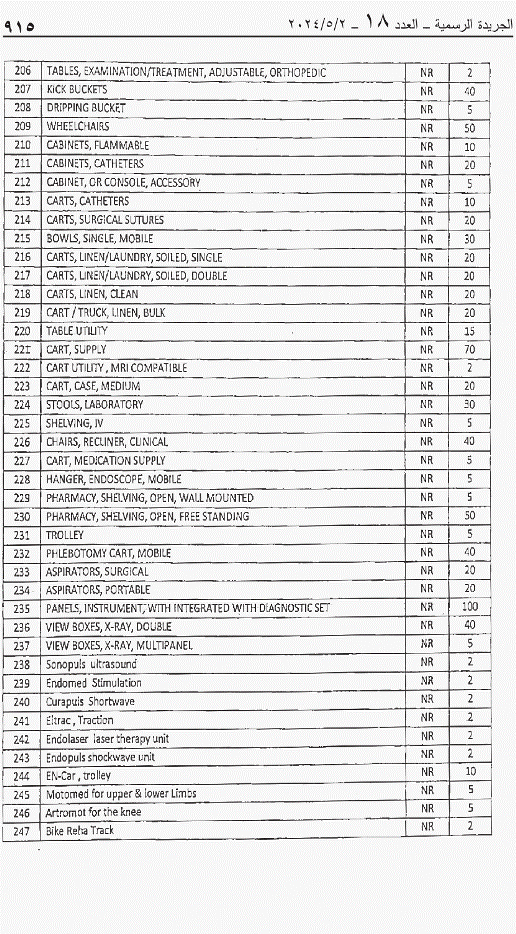 الجريدة الرسمية – العدد ١٨ – ٢٠٢٤/٥/٢ ٩١٥
206 TABLES, EXAMINATION/TREATMENT, ADJUSTABLE, ORTHOPEDIC NR 2
207 KICK BUCKETS NR 40
208 DRIPPING BUCKET NR 5
209 WHEELCHAIRS NR 50
210 CABINETS, FLAMMABLE NR 10
211 CABINETS, CATHETERS NR 20
212 CABINET, OR CONSOLE, ACCESSORY NR 5
213 CARTS, CATHETERS NR 10
214 CARTS, SURGICAL SUTURES NR 20
215 BOWLS, SINGLE, MOBILE NR 30
216 CARTS, LINEN/LAUNDRY, SOILED, SINGLE NR 20
217 CARTS, LINEN/LAUNDRY, SOILED, DOUBLE NR 20
218 CARTS, LINEN, CLEAN NR 20
219 CART / TRUCK, LINEN, BULK NR 20
220 TABLE UTILITY NR 15
221 CART, SUPPLY NR 70
222 CART UTILITY , MRI COMPATIBLE NR 2
223 CART, CASE, MEDIUM NR 20
224 STOOLS, LABORATORY NR 30
225 SHELVING, IV NR 5
226 CHAIRS, RECLINER, CLINICAL NR 40
227 CART, MEDICATION SUPPLY NR 5
228 HANGER, ENDOSCOPE, MOBILE NR 5
229 PHARMACY, SHELVING, OPEN, WALL MOUNTED NR 5
230 PHARMACY, SHELVING, OPEN, FREE STANDING NR 50
231 TROLLEY NR 5
232 PHLEBOTOMY CART, MOBILE NR 40
233 ASPIRATORS, SURGICAL NR 20
234 ASPIRATORS, PORTABLE NR 20
235 PANELS, INSTRUMENT, WITH INTEGRATED WITH DIAGNOSTIC SET NR 100
236 VIEW BOXES, X-RAY, DOUBLE NR 40
237 VIEW BOXES, X-RAY, MULTIPANEL NR 5
238 Sonopuls ultrasound NR 2
239 Endomed Stimulation NR 2
240 Curapuls Shortwave NR 2
241 Eltrac , Traction NR 2
242 Endolaser laser therapy unit NR 2
243 Endopuls shockwave unit NR 2
244 EN-Car , trolley NR 10
245 Motomed for upper & lower Limbs NR 5
246 Artromot for the knee NR 5
247 Bike Reha Track NR 2